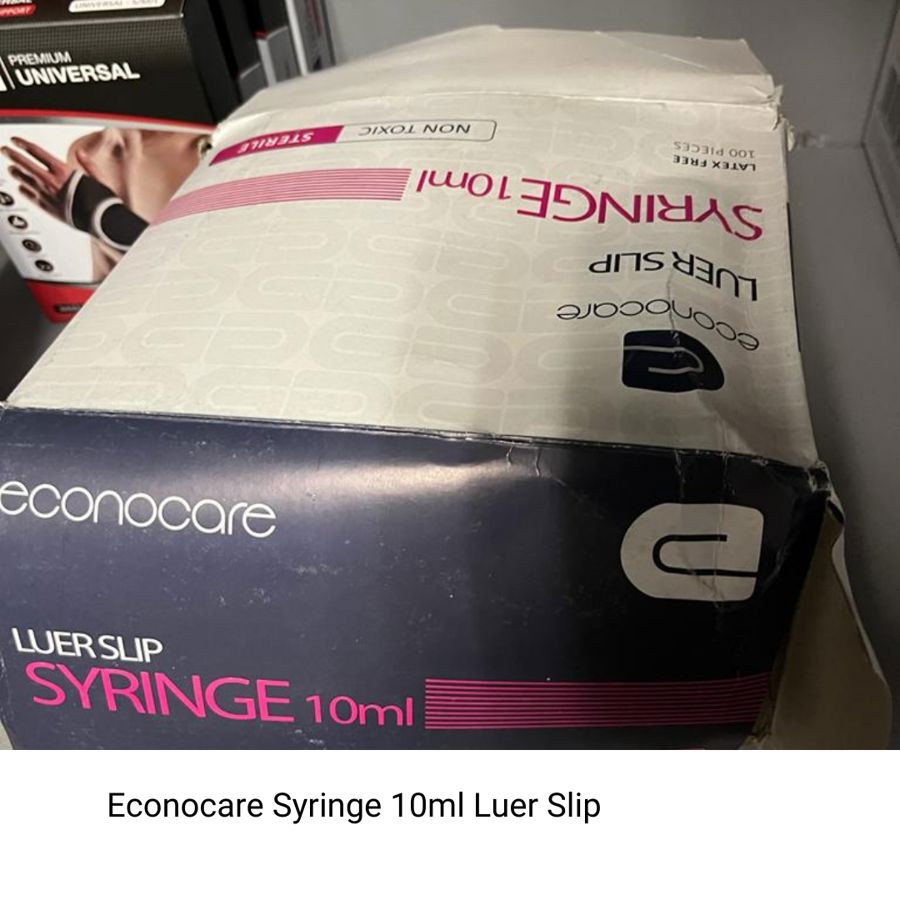 PREMIUM
UNIVERSAL
STERILE
NON TOXIC
100 PIECES
LATEX FREE
SYRINGE 10ml
LUER SLIP
econocare
econocare
LUER SLIP
SYRINGE 10ml
Econocare Syringe 10ml Luer Slip